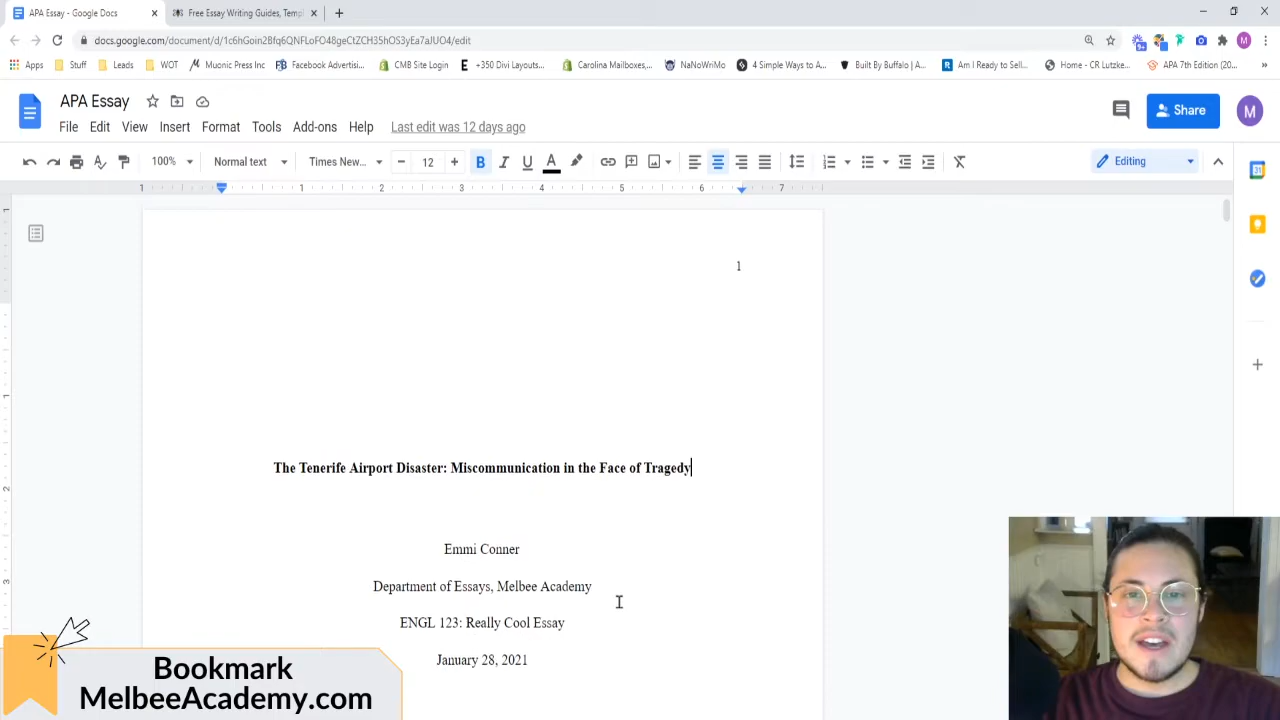 APA Essay - Google Docs
Free Essay Writing Guides, Templ
docs.google.com/document/d/1c6hGoin2Bfq6QNFLoFO48geCtZCH35hOS3yEa7aJUO4/edit
Apps Stuff Leads WOT Muonic Press Inc Facebook Advertisi... CMB Site Login +350 Divi Layouts... Carolina Mailboxes,... NaNoWriMo 4 Simple Ways to A... Built By Buffalo | A... Am I Ready to Sell... Home - CR Lutzke... APA 7th Edition (20... »
APA Essay
File Edit View Insert Format Tools Add-ons Help Last edit was 12 days ago
Share
M
100% Normal text Times New... 12 B I U A Editing
1 1 2 3 4 5 6 7
1
The Tenerife Airport Disaster: Miscommunication in the Face of Tragedy
Emmi Conner
Department of Essays, Melbee Academy
ENGL 123: Really Cool Essay
January 28, 2021
Bookmark
MelbeeAcademy.com